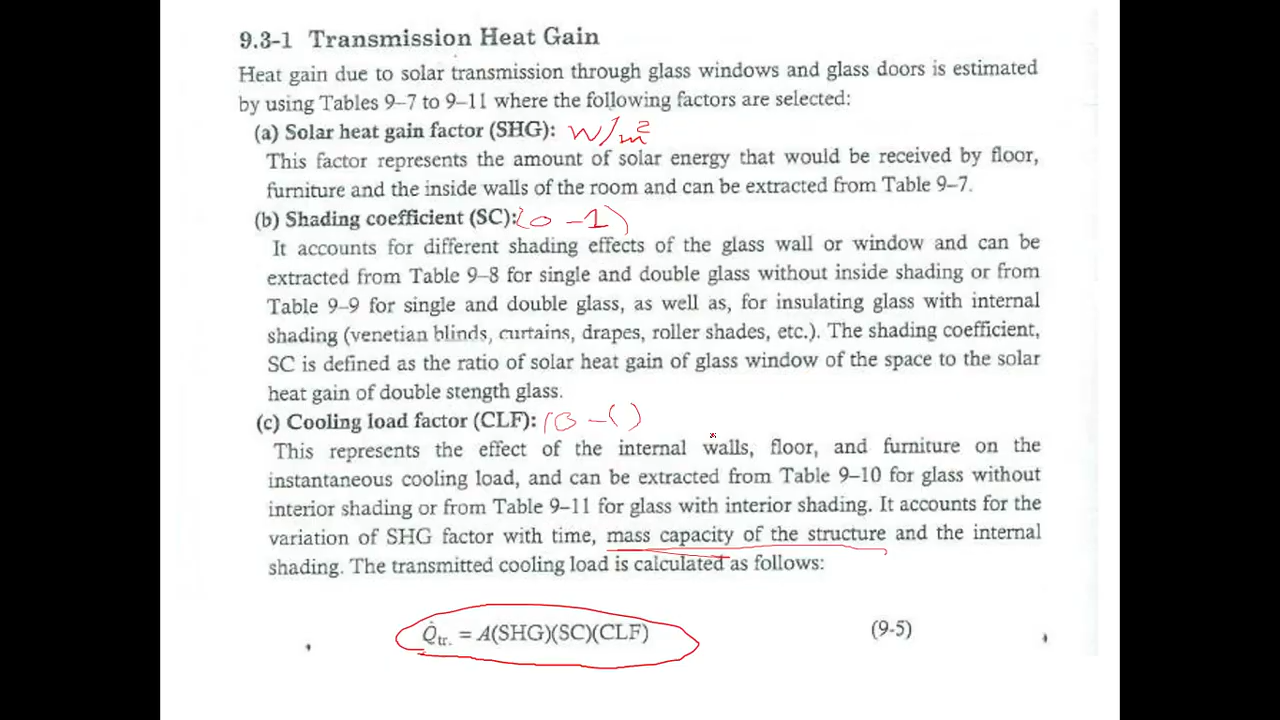 9.3-1 Transmission Heat Gain
Heat gain due to solar transmission through glass windows and glass doors is estimated
by using Tables 9–7 to 9–11 where the following factors are selected:
(a) Solar heat gain factor (SHG): W/m²
This factor represents the amount of solar energy that would be received by floor,
furniture and the inside walls of the room and can be extracted from Table 9–7.
(b) Shading coefficient (SC): (0 – 1)
It accounts for different shading effects of the glass wall or window and can be
extracted from Table 9–8 for single and double glass without inside shading or from
Table 9–9 for single and double glass, as well as, for insulating glass with internal
shading (venetian blinds, curtains, drapes, roller shades, etc.). The shading coefficient,
SC is defined as the ratio of solar heat gain of glass window of the space to the solar
heat gain of double stength glass.
(c) Cooling load factor (CLF):
This represents the effect of the internal walls, floor, and furniture on the
instantaneous cooling load, and can be extracted from Table 9–10 for glass without
interior shading or from Table 9–11 for glass with interior shading. It accounts for the
variation of SHG factor with time, mass capacity of the structure and the internal
shading. The transmitted cooling load is calculated as follows:
Q̇tr. = A(SHG)(SC)(CLF) (9-5)